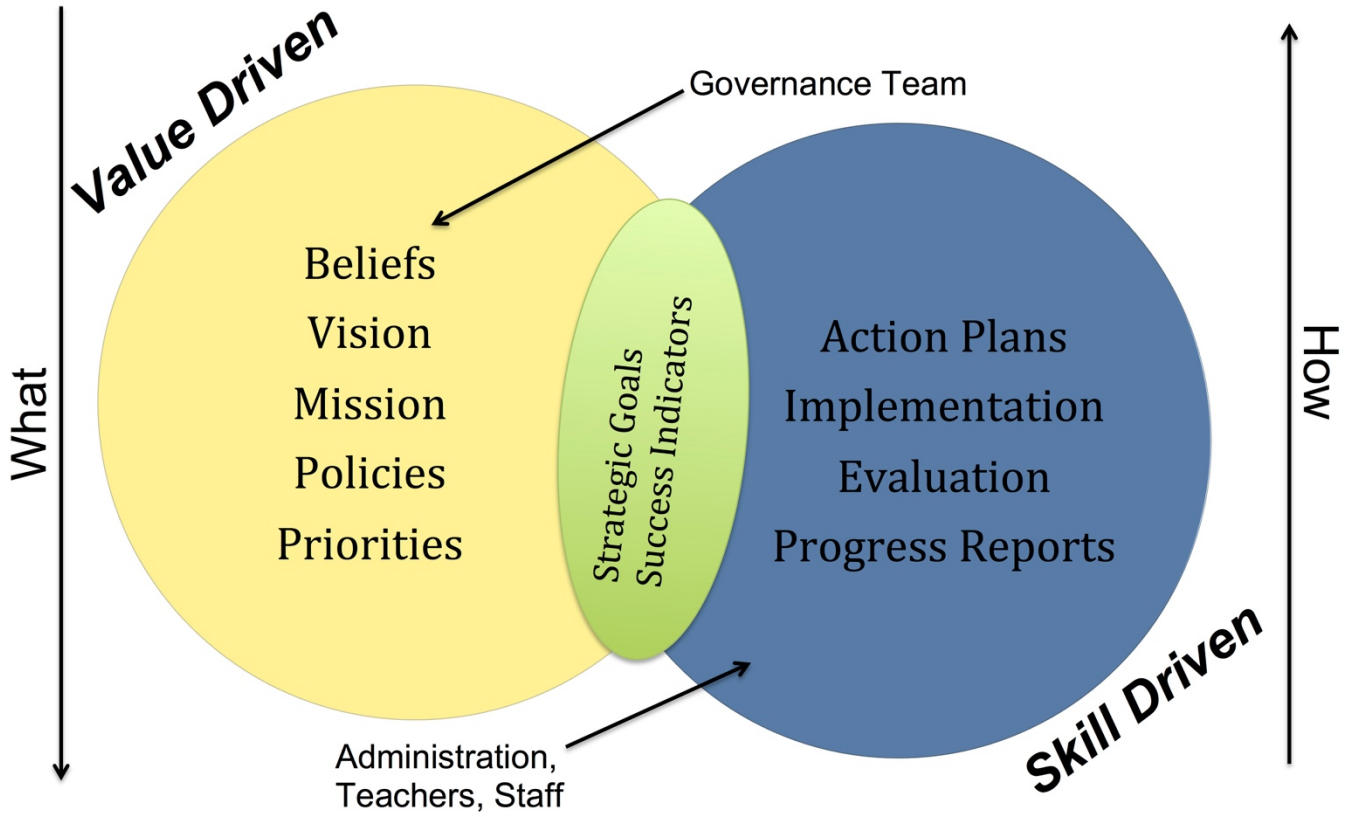 Value Driven
Governance Team
What
Beliefs
Vision
Mission
Policies
Priorities
Strategic Goals
Success Indicators
Action Plans
Implementation
Evaluation
Progress Reports
How
Administration,
Teachers, Staff
Skill Driven